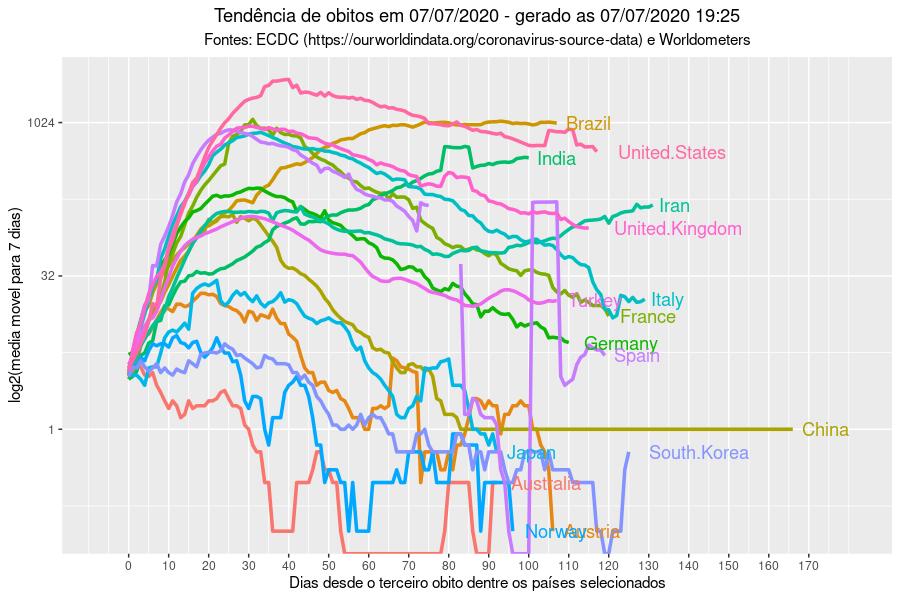 Tendência de obitos em 07/07/2020 - gerado as 07/07/2020 19:25
Fontes: ECDC (https://ourworldindata.org/coronavirus-source-data) e Worldometers
log2(media movel para 7 dias)
1024
32
1
Brazil
United.States
India
Iran
United.Kingdom
Turkey
Italy
France
Germany
Spain
China
Japan
South.Korea
Australia
Norway
Austria
0 10 20 30 40 50 60 70 80 90 100 110 120 130 140 150 160 170
Dias desde o terceiro obito dentre os países selecionados